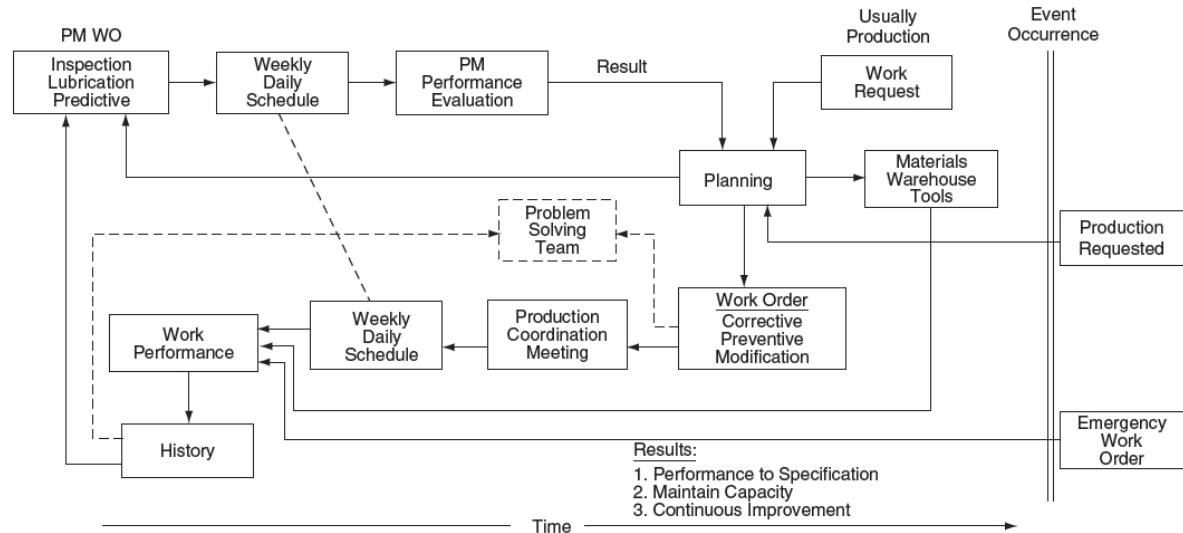 PM WO
Inspection
Lubrication
Predictive
Weekly
Daily
Schedule
PM
Performance
Evaluation
Result
Usually
Production
Work
Request
Event
Occurrence
Planning
Materials
Warehouse
Tools
Problem
Solving
Team
Production
Requested
Work Order
Corrective
Preventive
Modification
Production
Coordination
Meeting
Weekly
Daily
Schedule
Work
Performance
History
Emergency
Work
Order
Results:
1. Performance to Specification
2. Maintain Capacity
3. Continuous Improvement
Time